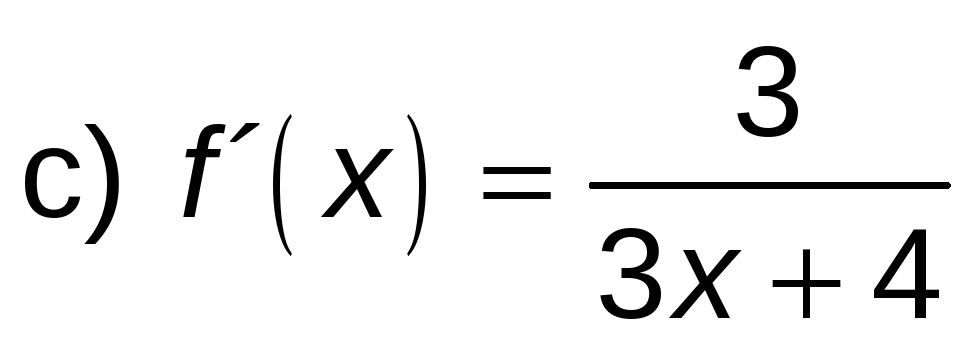 c) f´(x) = 3/(3x+4)